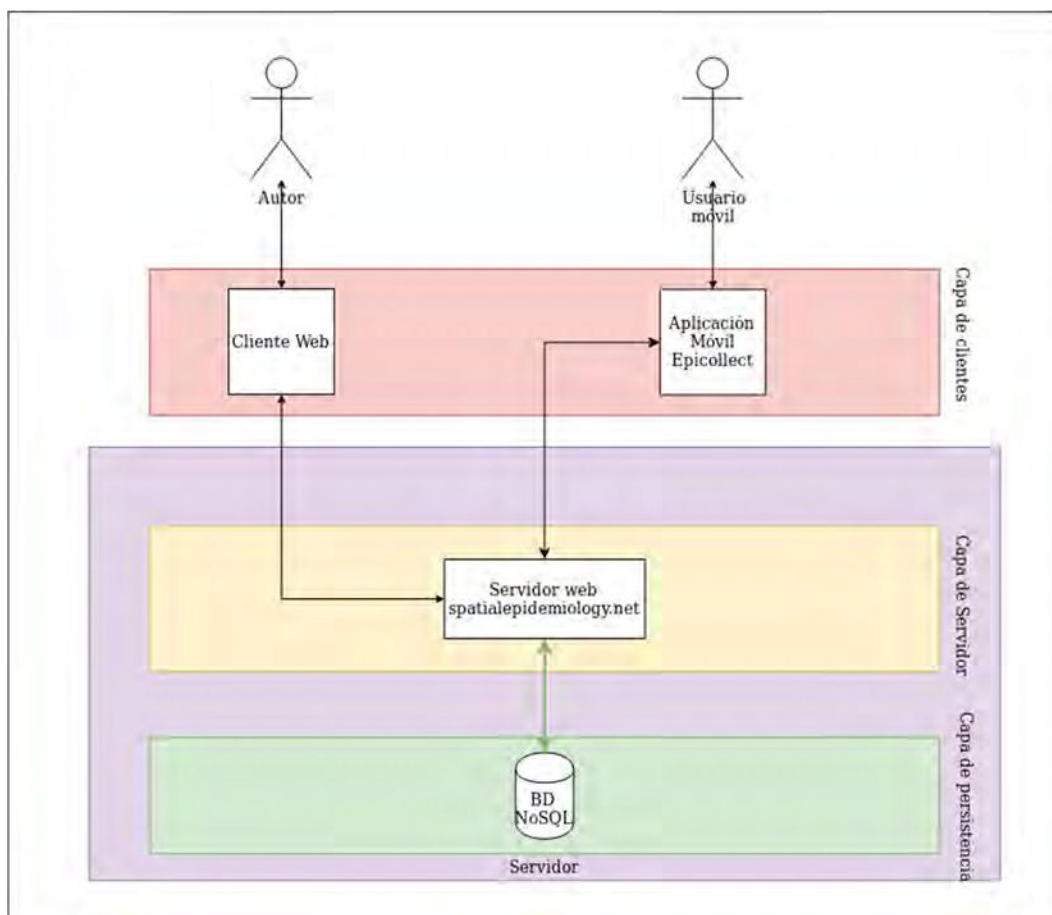 Autor
Usuario
móvil
Capa de clientes
Cliente Web
Aplicación
Móvil
Epicollect
Capa de Servidor
Servidor web
spatialepidemiology.net
Capa de persistencia
BD
NoSQL
Servidor